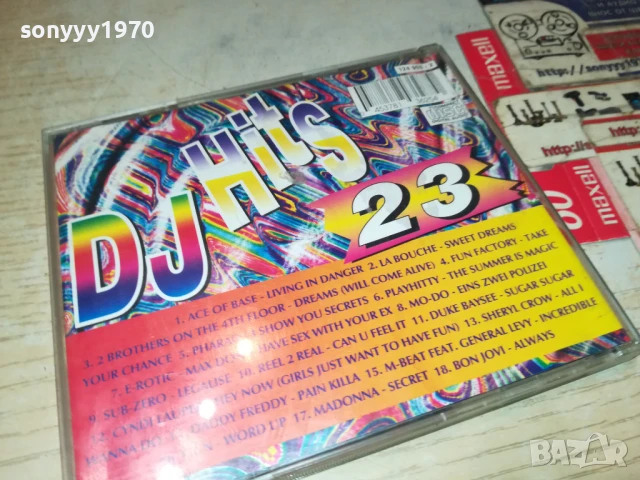 sonyyy1970
DJ Hits
23
1. ACE OF BASE - LIVING IN DANGER 2. LA BOUCHE - SWEET DREAMS
3. 2 BROTHERS ON THE 4TH FLOOR - DREAMS (WILL COME ALIVE) 4. FUN FACTORY - TAKE
YOUR CHANCE 5. SHOW YOU SECRETS 6. PLAYHITTY - THE SUMMER IS MAGIC
7. E-ROTIC - MAX DON'T HAVE SEX WITH YOUR EX 8. MO-DO - EINS ZWEI POLIZEI
9. SUB-ZERO - 10. REEL 2 REAL - CAN U FEEL IT 11. DUKE BAYSEE - SUGAR SUGAR
12. CYNDI LAUPER - HEY NOW (GIRLS JUST WANT TO HAVE FUN) 13. SHERYL CROW - ALL I
WANNA DO DADDY FREDDY - PAIN KILLA 15. M-BEAT FEAT. GENERAL LEVY - INCREDIBLE
- WORD UP 17. MADONNA - SECRET 18. BON JOVI - ALWAYS
maxell
http://sonyyy1
http://s
maxell
BAZAR